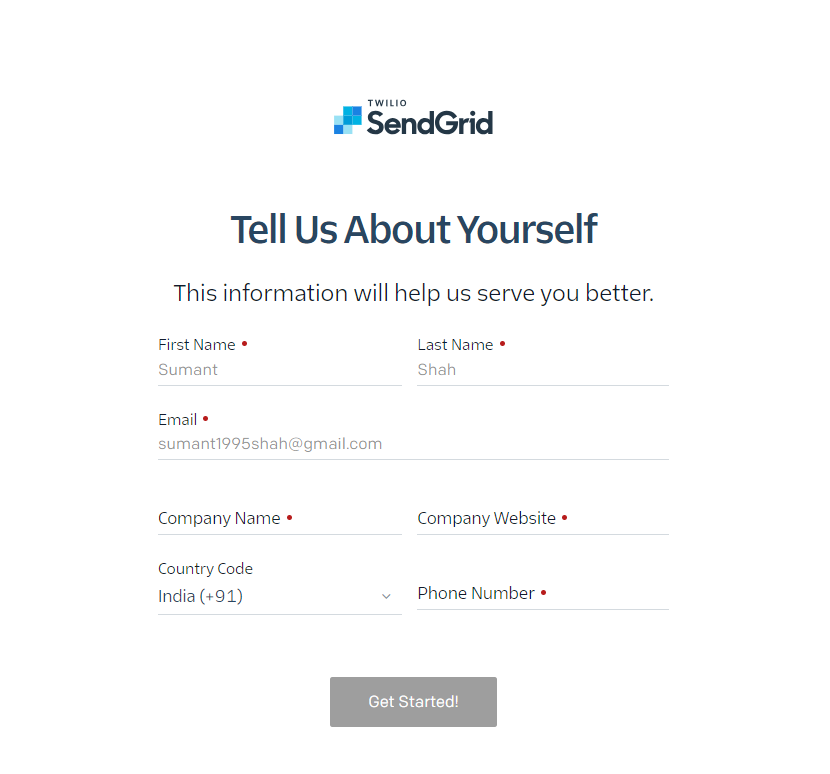 TWILIO
SendGrid
Tell Us About Yourself
This information will help us serve you better.
First Name • Last Name •
Sumant Shah
Email •
sumant1995shah@gmail.com
Company Name • Company Website •
Country Code
India (+91) Phone Number •
Get Started!